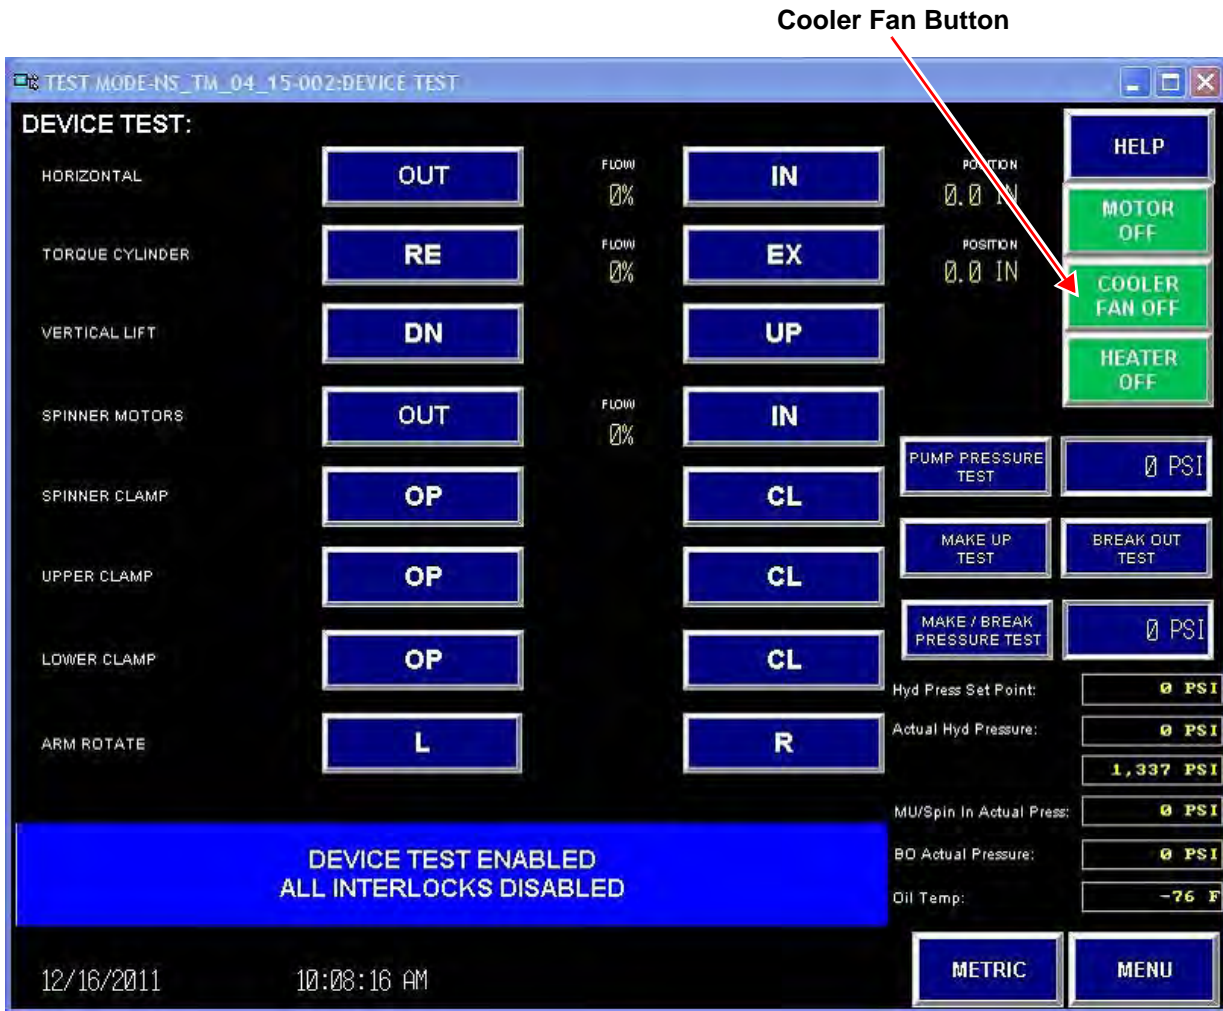 Cooler Fan Button
TEST MODE-NS_TM_04_15-002:DEVICE TEST
DEVICE TEST:
HELP
HORIZONTAL
OUT
FLOW
0%
IN
POSITION
0.0 IN
MOTOR
OFF
TORQUE CYLINDER
RE
FLOW
0%
EX
POSITION
0.0 IN
COOLER
FAN OFF
VERTICAL LIFT
DN
UP
HEATER
OFF
SPINNER MOTORS
OUT
FLOW
0%
IN
PUMP PRESSURE
TEST
0 PSI
SPINNER CLAMP
OP
CL
MAKE UP
TEST
BREAK OUT
TEST
UPPER CLAMP
OP
CL
MAKE / BREAK
PRESSURE TEST
0 PSI
LOWER CLAMP
OP
CL
Hyd Press Set Point:
0 PSI
ARM ROTATE
L
R
Actual Hyd Pressure:
0 PSI
1,337 PSI
MU/Spin In Actual Press:
0 PSI
DEVICE TEST ENABLED
ALL INTERLOCKS DISABLED
BO Actual Pressure:
0 PSI
Oil Temp:
-76 F
12/16/2011
10:08:16 AM
METRIC
MENU